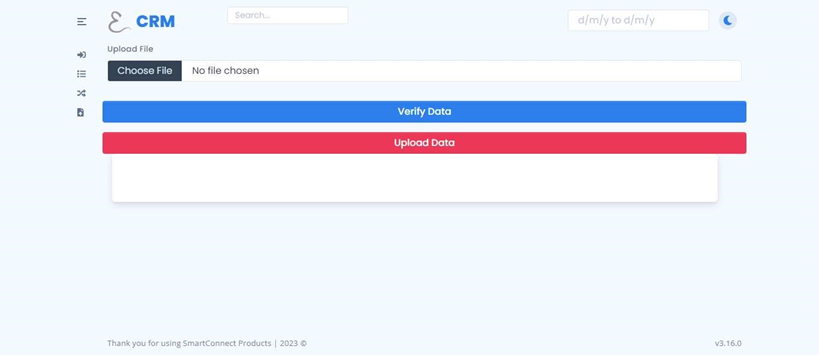 CRM
Search...
d/m/y to d/m/y
Upload File
Choose File No file chosen
Verify Data
Upload Data
Thank you for using SmartConnect Products | 2023 ©
v3.16.0